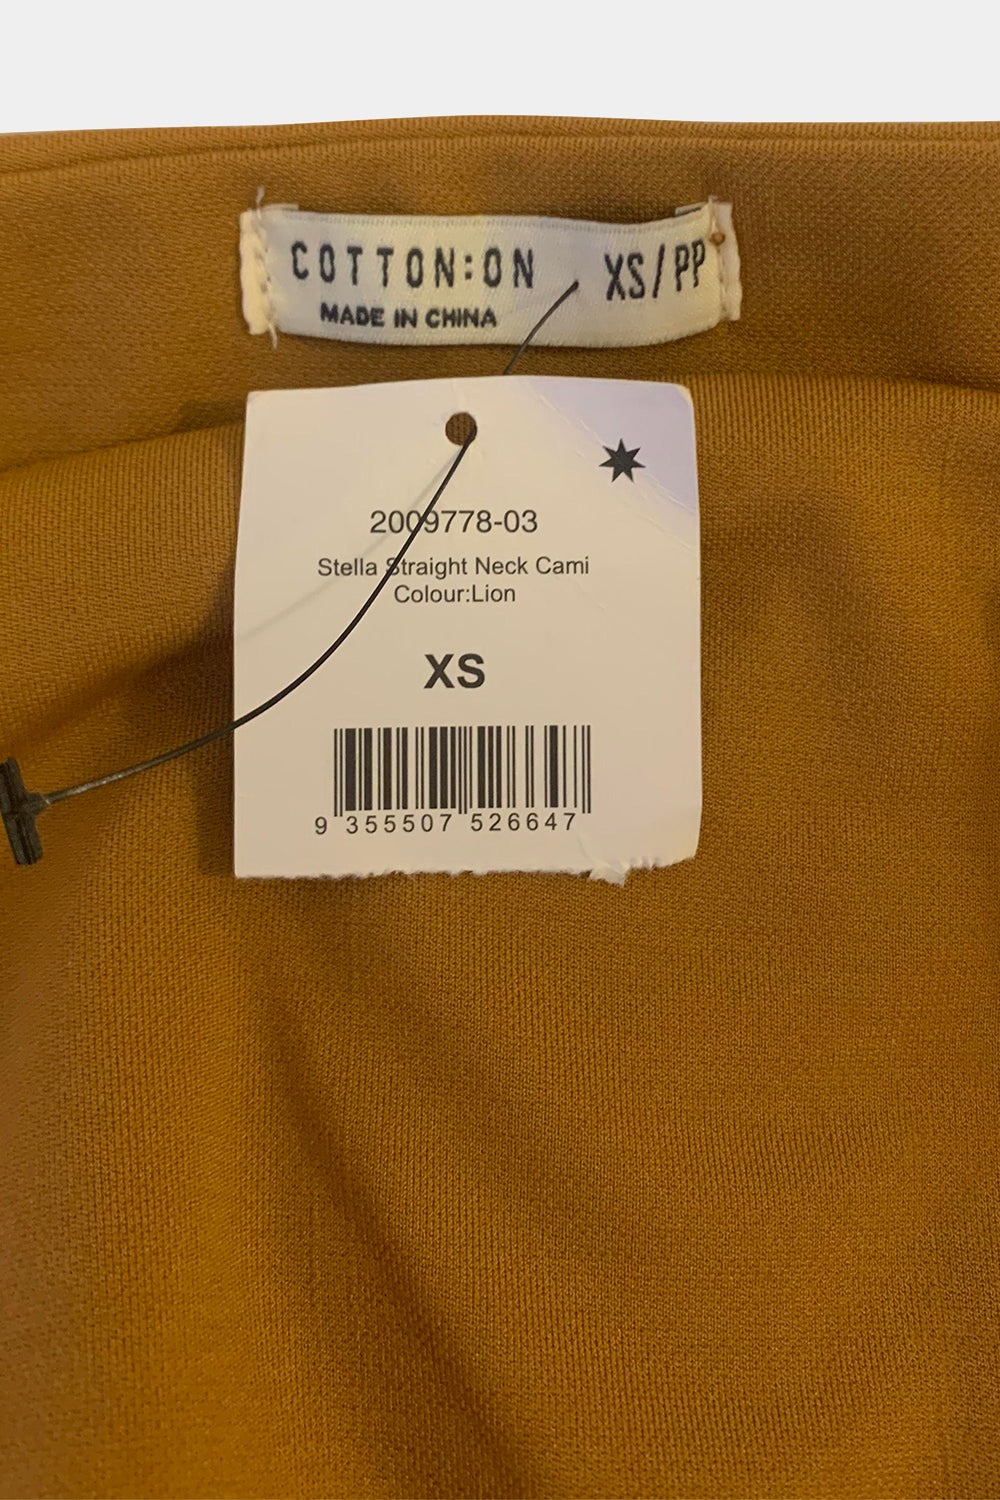 COTTON:ON XS/PP
MADE IN CHINA
2009778-03
Stella Straight Neck Cami
Colour:Lion
XS
9 355507 526647